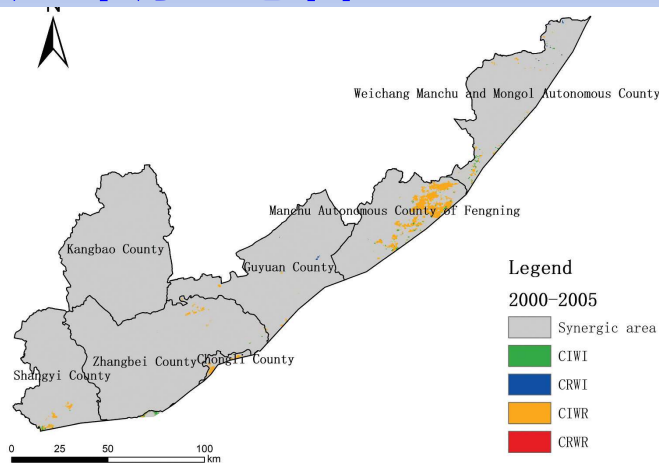 N
Weichang Manchu and Mongol Autonomous County
Manchu Autonomous County of Fengning
Kangbao County
Guyuan County
Zhangbei County
Chongli County
Shangyi County
Legend
2000-2005
Synergic area
CIWI
CRWI
CIWR
CRWR
0 25 50 100
km